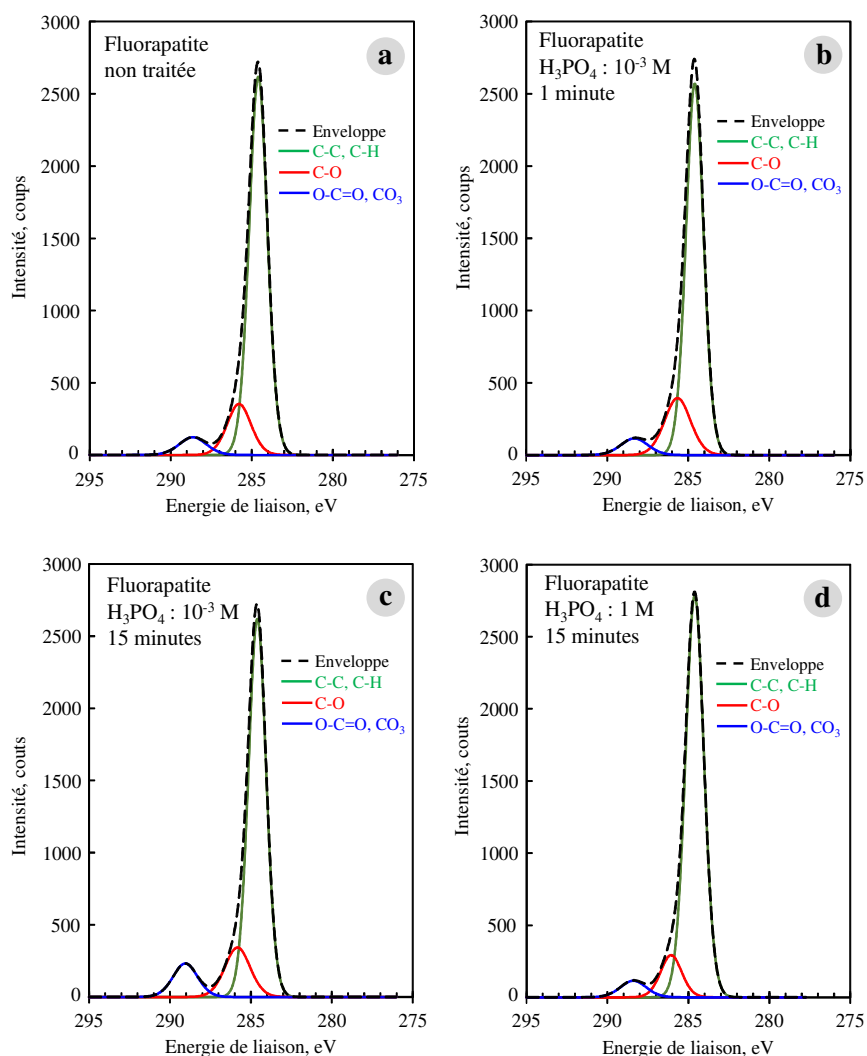 Fluorapatite
non traitée
a
Enveloppe
C-C, C-H
C-O
O-C=O, CO₃
3000
2500
2000
1500
1000
500
0
Intensité, coups
295 290 285 280 275
Energie de liaison, eV
Fluorapatite
H₃PO₄ : 10⁻³ M
1 minute
b
Enveloppe
C-C, C-H
C-O
O-C=O, CO₃
3000
2500
2000
1500
1000
500
0
Intensité, coups
295 290 285 280 275
Energie de liaison, eV
Fluorapatite
H₃PO₄ : 10⁻³ M
15 minutes
c
Enveloppe
C-C, C-H
C-O
O-C=O, CO₃
3000
2500
2000
1500
1000
500
0
Intensité, couts
295 290 285 280 275
Energie de liaison, eV
Fluorapatite
H₃PO₄ : 1 M
15 minutes
d
Enveloppe
C-C, C-H
C-O
O-C=O, CO₃
3000
2500
2000
1500
1000
500
0
Intensité, couts
295 290 285 280 275
Energie de liaison, eV